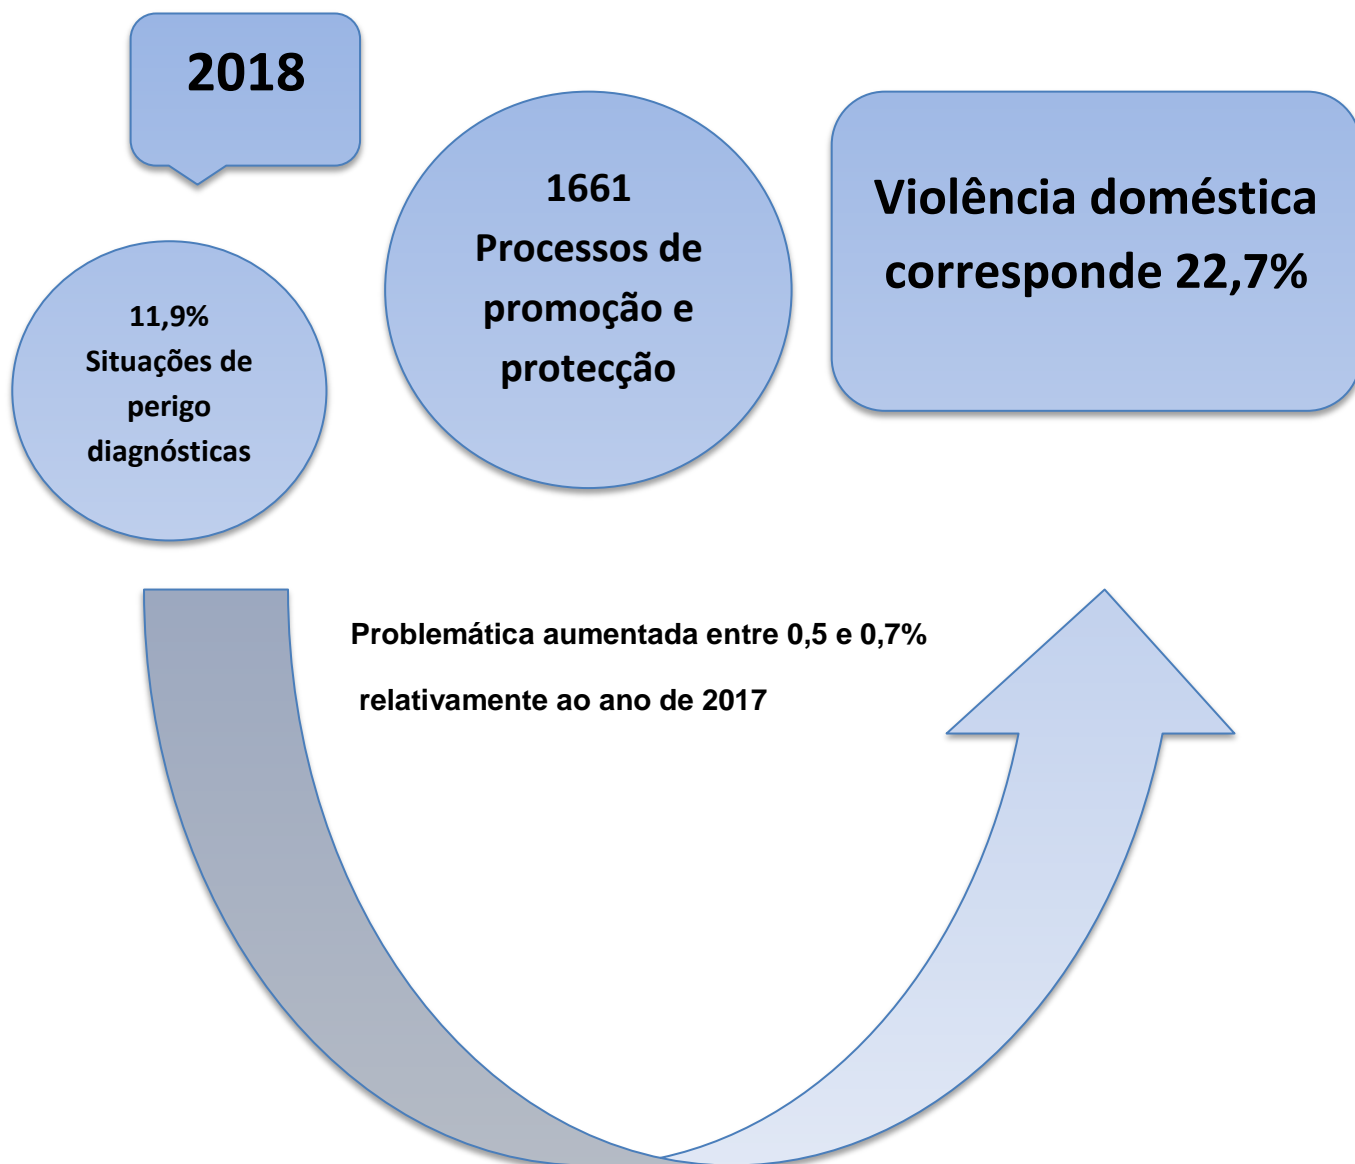 2018
11,9%
Situações de
perigo
diagnósticas
1661
Processos de
promoção e
protecção
Violência doméstica
corresponde 22,7%
Problemática aumentada entre 0,5 e 0,7%
relativamente ao ano de 2017